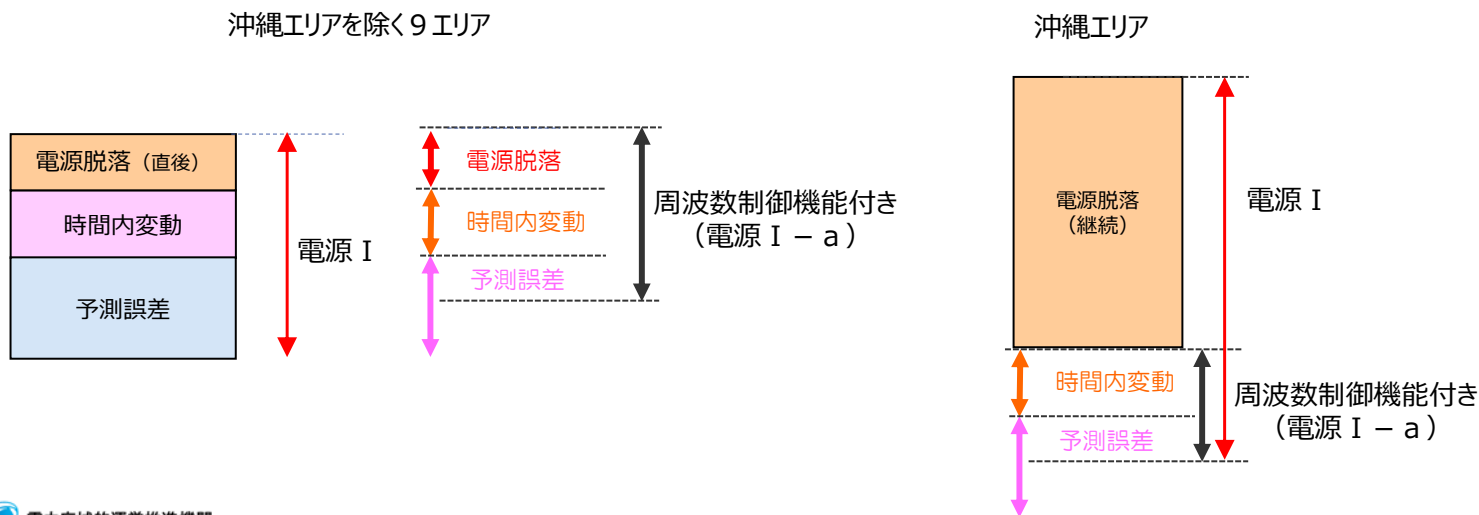 沖縄エリアを除く９エリア
電源脱落（直後）
時間内変動
予測誤差
電源Ⅰ
電源脱落
時間内変動
予測誤差
周波数制御機能付き
（電源Ⅰ－ａ）
沖縄エリア
電源脱落
（継続）
電源Ⅰ
時間内変動
予測誤差
周波数制御機能付き
（電源Ⅰ－ａ）